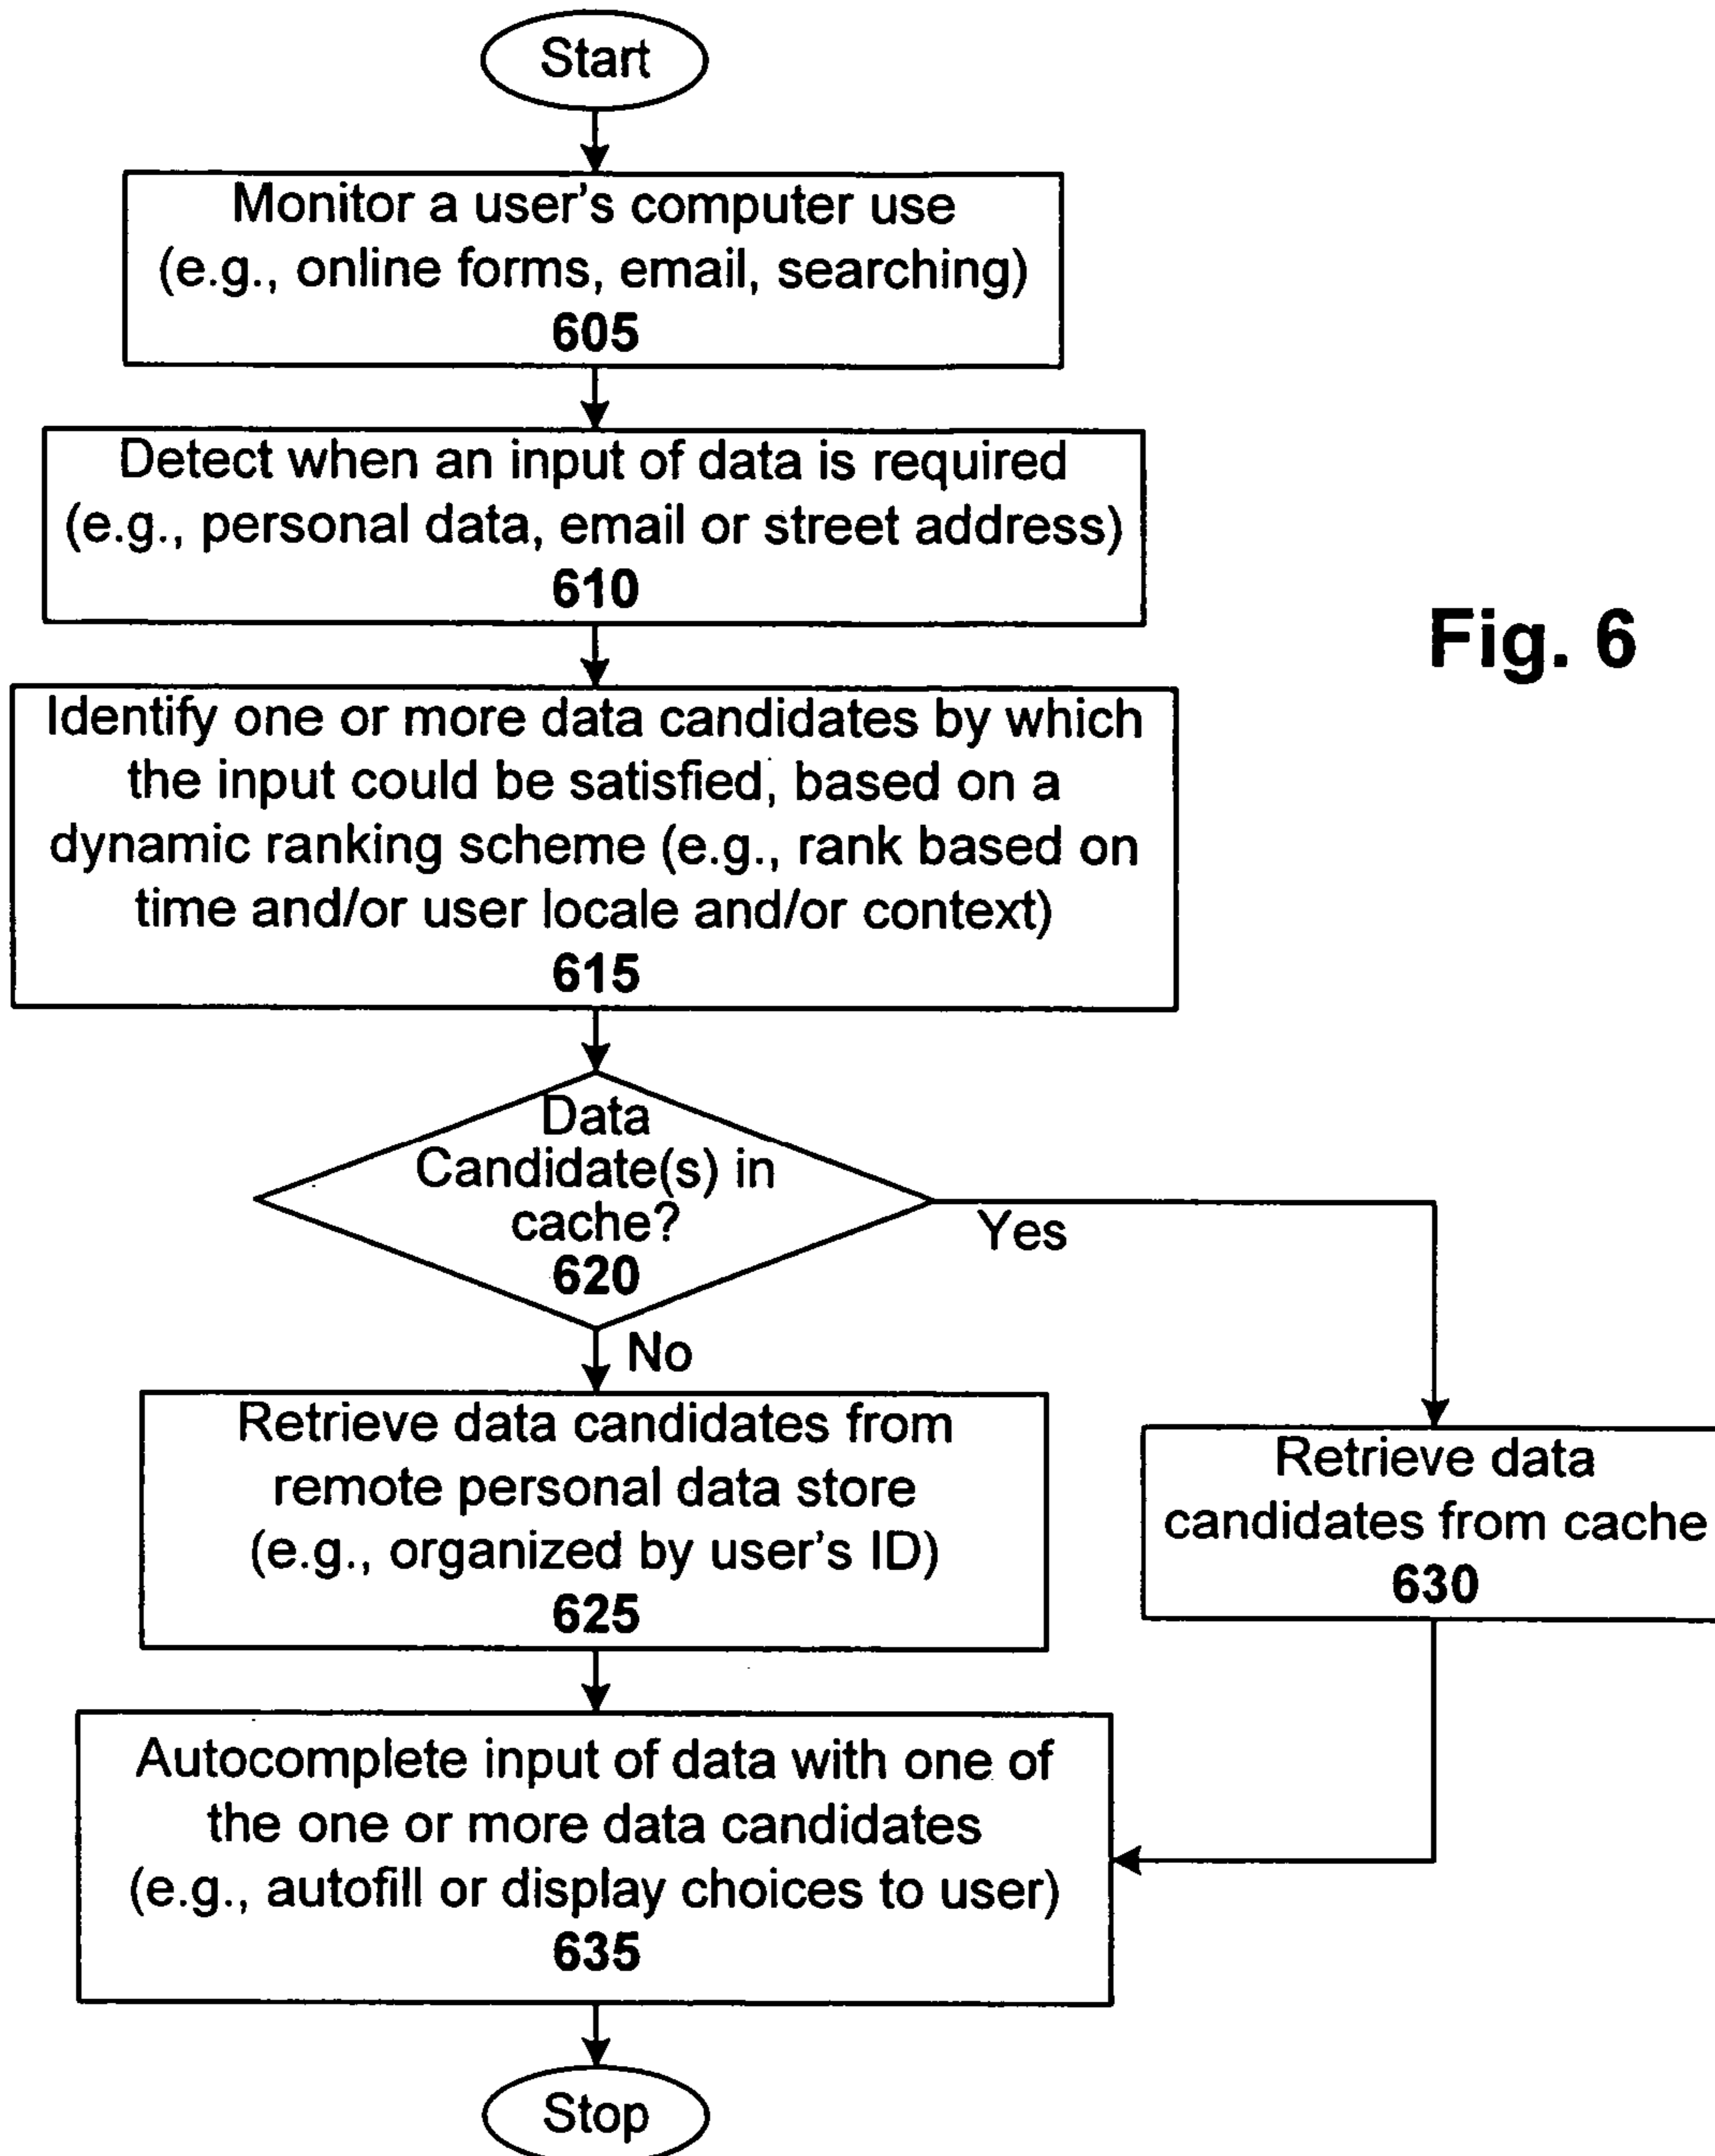 Start
Monitor a user's computer use
(e.g., online forms, email, searching)
605
Detect when an input of data is required
(e.g., personal data, email or street address)
610
Fig. 6
Identify one or more data candidates by which
the input could be satisfied, based on a
dynamic ranking scheme (e.g., rank based on
time and/or user locale and/or context)
615
Data
Candidate(s) in
cache?
620
Yes
No
Retrieve data candidates from
remote personal data store
(e.g., organized by user's ID)
625
Retrieve data
candidates from cache
630
Autocomplete input of data with one of
the one or more data candidates
(e.g., autofill or display choices to user)
635
Stop